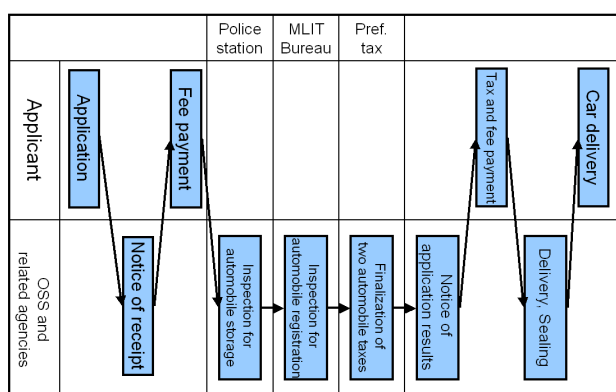 Police
station
MLIT
Bureau
Pref.
tax
Applicant
Application
Fee payment
Tax and fee payment
Car delivery
OSS and
related agencies
Notice of receipt
Inspection for
automobile storage
Inspection for
automobile registration
Finalization of
two automobile taxes
Notice of
application results
Delivery, Sealing